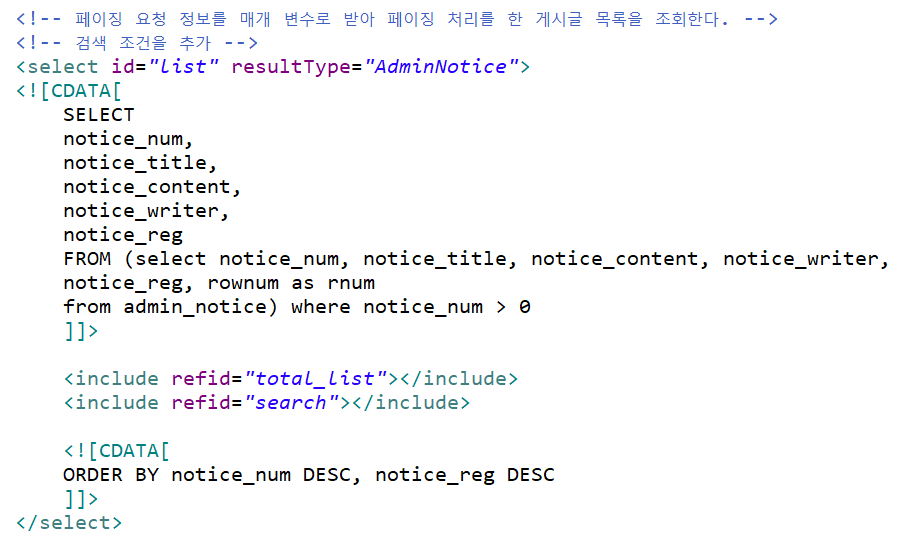 <!-- 페이징 요청 정보를 매개 변수로 받아 페이징 처리를 한 게시글 목록을 조회한다. -->
<!-- 검색 조건을 추가 -->
<select id="list" resultType="AdminNotice">
<![CDATA[
SELECT
notice_num,
notice_title,
notice_content,
notice_writer,
notice_reg
FROM (select notice_num, notice_title, notice_content, notice_writer,
notice_reg, rownum as rnum
from admin_notice) where notice_num > 0
]]>
<include refid="total_list"></include>
<include refid="search"></include>
<![CDATA[
ORDER BY notice_num DESC, notice_reg DESC
]]>
</select>